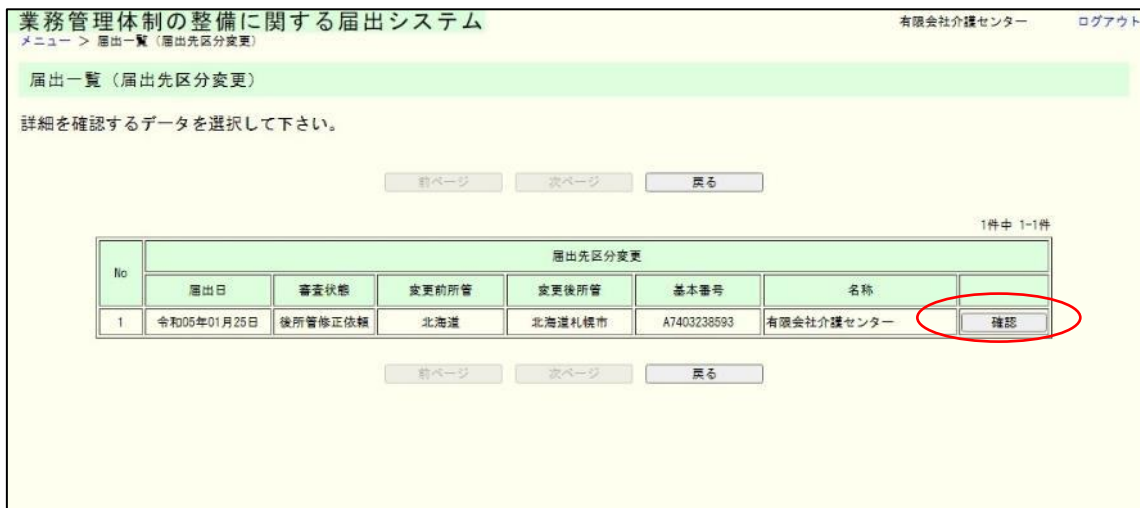 業務管理体制の整備に関する届出システム 有限会社介護センター ログアウト
メニュー > 届出一覧（届出先区分変更）
届出一覧（届出先区分変更）
詳細を確認するデータを選択して下さい。
前ページ 次ページ 戻る
1件中 1-1件
No 届出先区分変更
届出日 審査状態 変更前所管 変更後所管 基本番号 名称
1 令和05年01月25日 後所管修正依頼 北海道 北海道札幌市 A7403238593 有限会社介護センター 確認
前ページ 次ページ 戻る